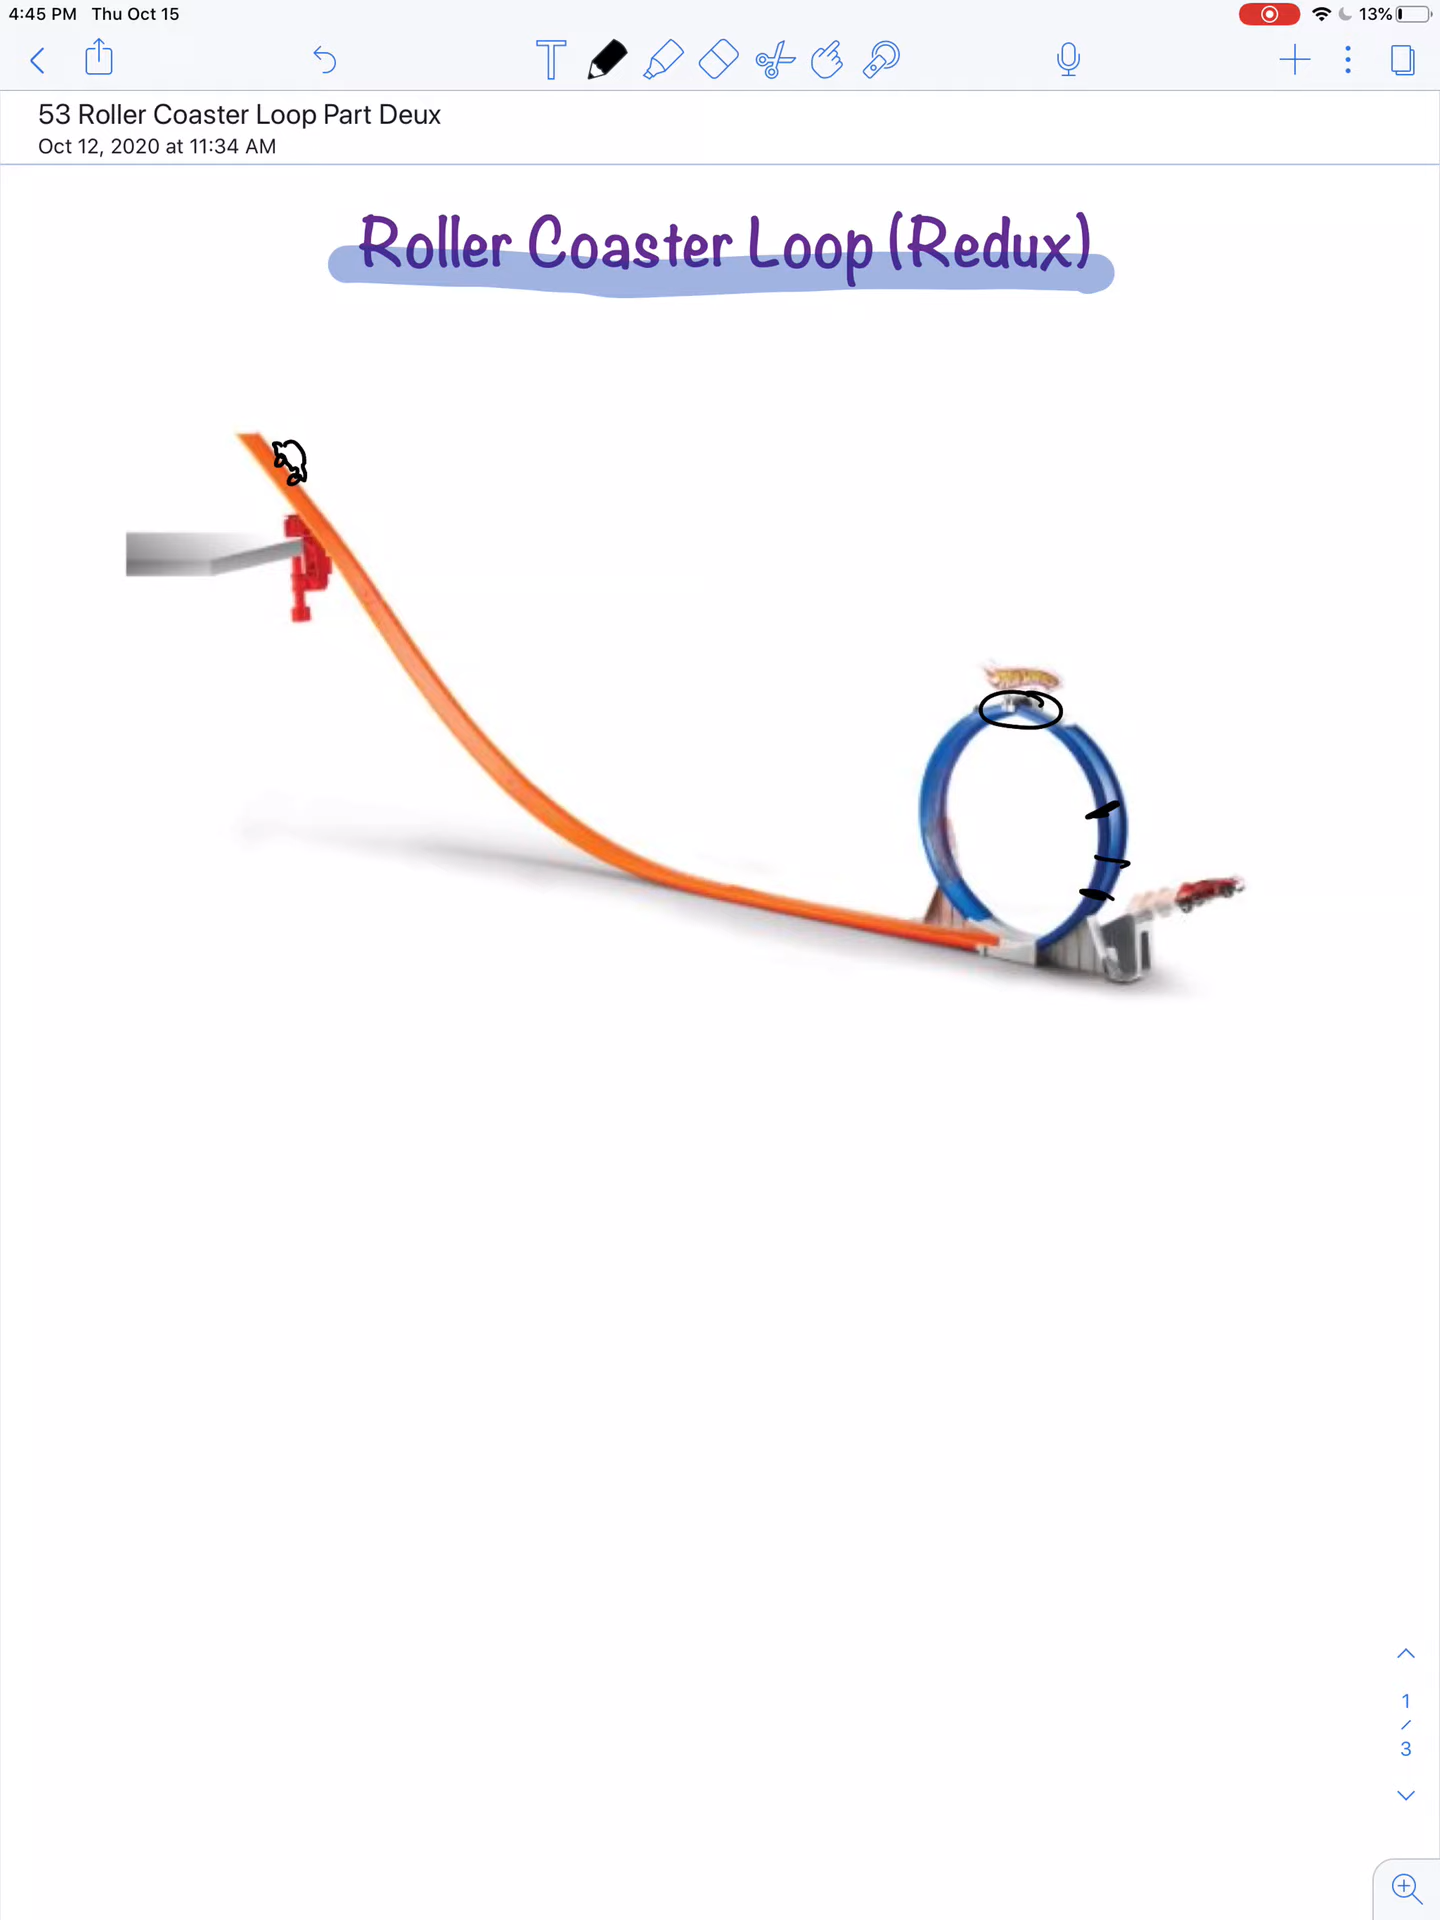 4:45 PM Thu Oct 15
13%
53 Roller Coaster Loop Part Deux
Oct 12, 2020 at 11:34 AM
Roller Coaster Loop (Redux)
1
/
3